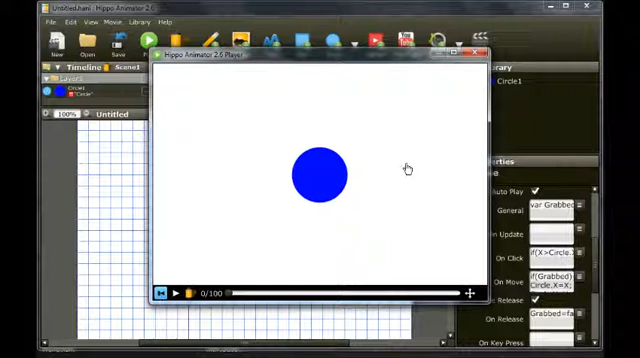 Untitled.hani - Hippo Animator 2.6
File Edit View Movie Library Help
New Open Save
Timeline Scene1
Layers
Circle1
"Circle"
100% Untitled
Hippo Animator 2.6 Player
0/100
Library
Circle1
Properties
Auto Play
General var Grabbed
On Update
On Click if(X>Circle.X
On Move if(Grabbed)
Circle.X=X;
On Release Grabbed=fa
On Key Press